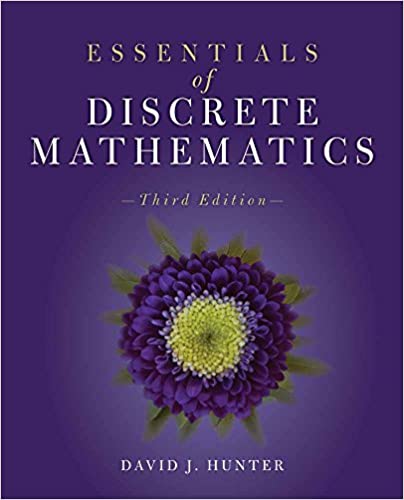 ESSENTIALS
of
DISCRETE
MATHEMATICS
—Third Edition—
DAVID J. HUNTER